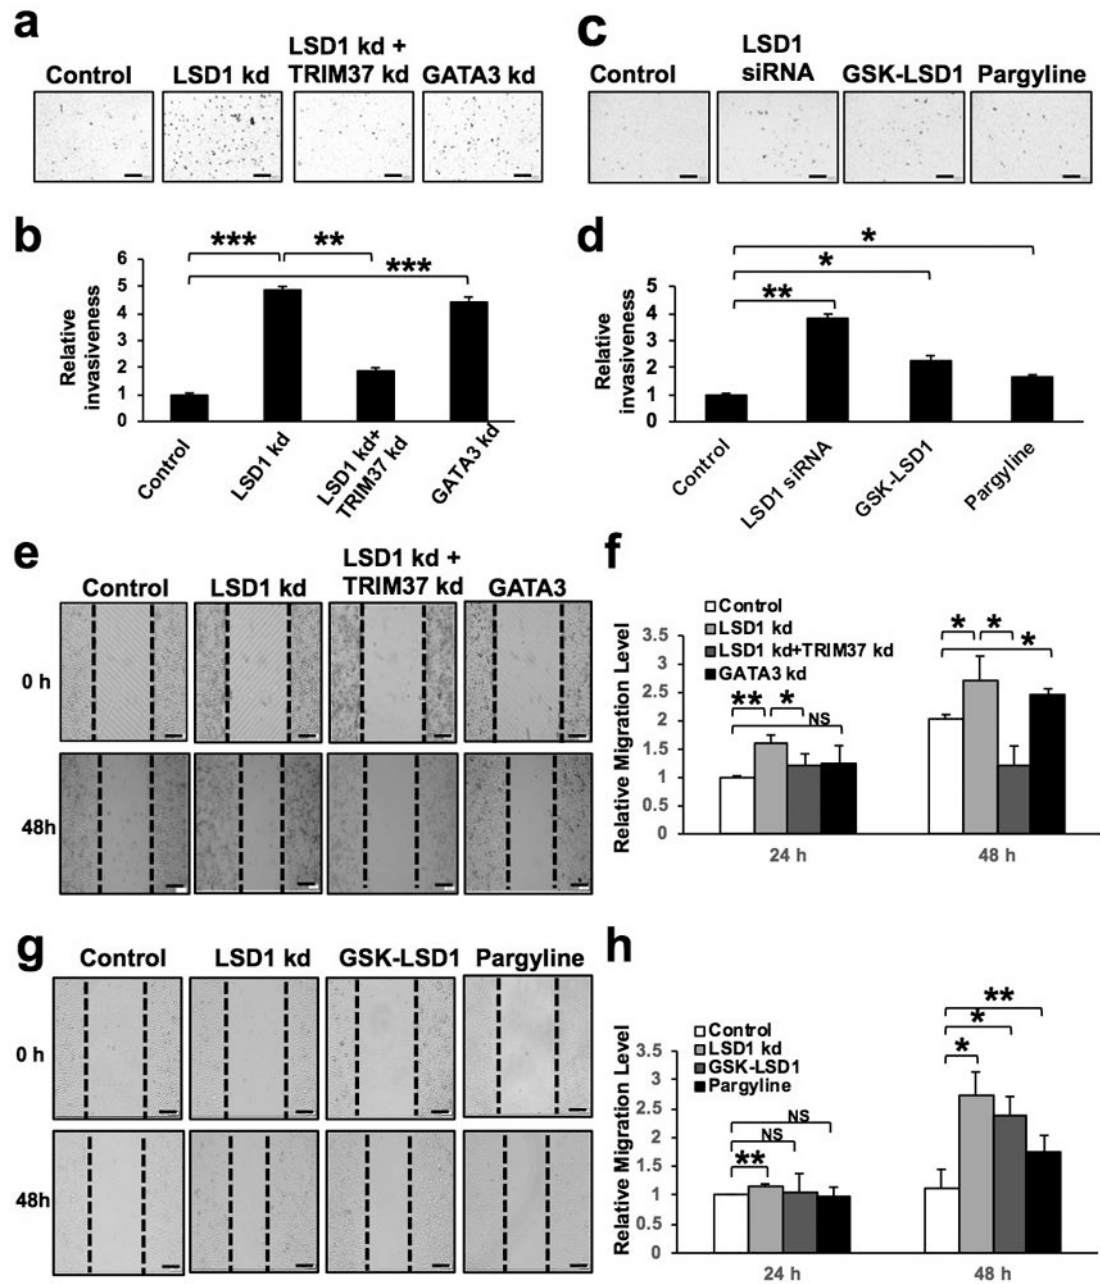 a
Control
LSD1 kd
LSD1 kd +
TRIM37 kd
GATA3 kd
c
Control
LSD1
siRNA
GSK-LSD1
Pargyline
b
***
**
***
Relative
invasiveness
6
5
4
3
2
1
0
Control
LSD1 kd
LSD1 kd+
TRIM37 kd
GATA3 kd
d
*
*
**
Relative
invasiveness
5
4
3
2
1
0
Control
LSD1 siRNA
GSK-LSD1
Pargyline
e
Control
LSD1 kd
LSD1 kd +
TRIM37 kd
GATA3
0 h
48h
f
Control
LSD1 kd
LSD1 kd+TRIM37 kd
GATA3 kd
Relative Migration Level
3.5
3
2.5
2
1.5
1
0.5
0
** *
NS
* *
*
24 h
48 h
g
Control
LSD1 kd
GSK-LSD1
Pargyline
0 h
48h
h
Control
LSD1 kd
GSK-LSD1
Pargyline
Relative Migration Level
3.5
3
2.5
2
1.5
1
0.5
0
NS
NS
**
**
*
*
24 h
48 h